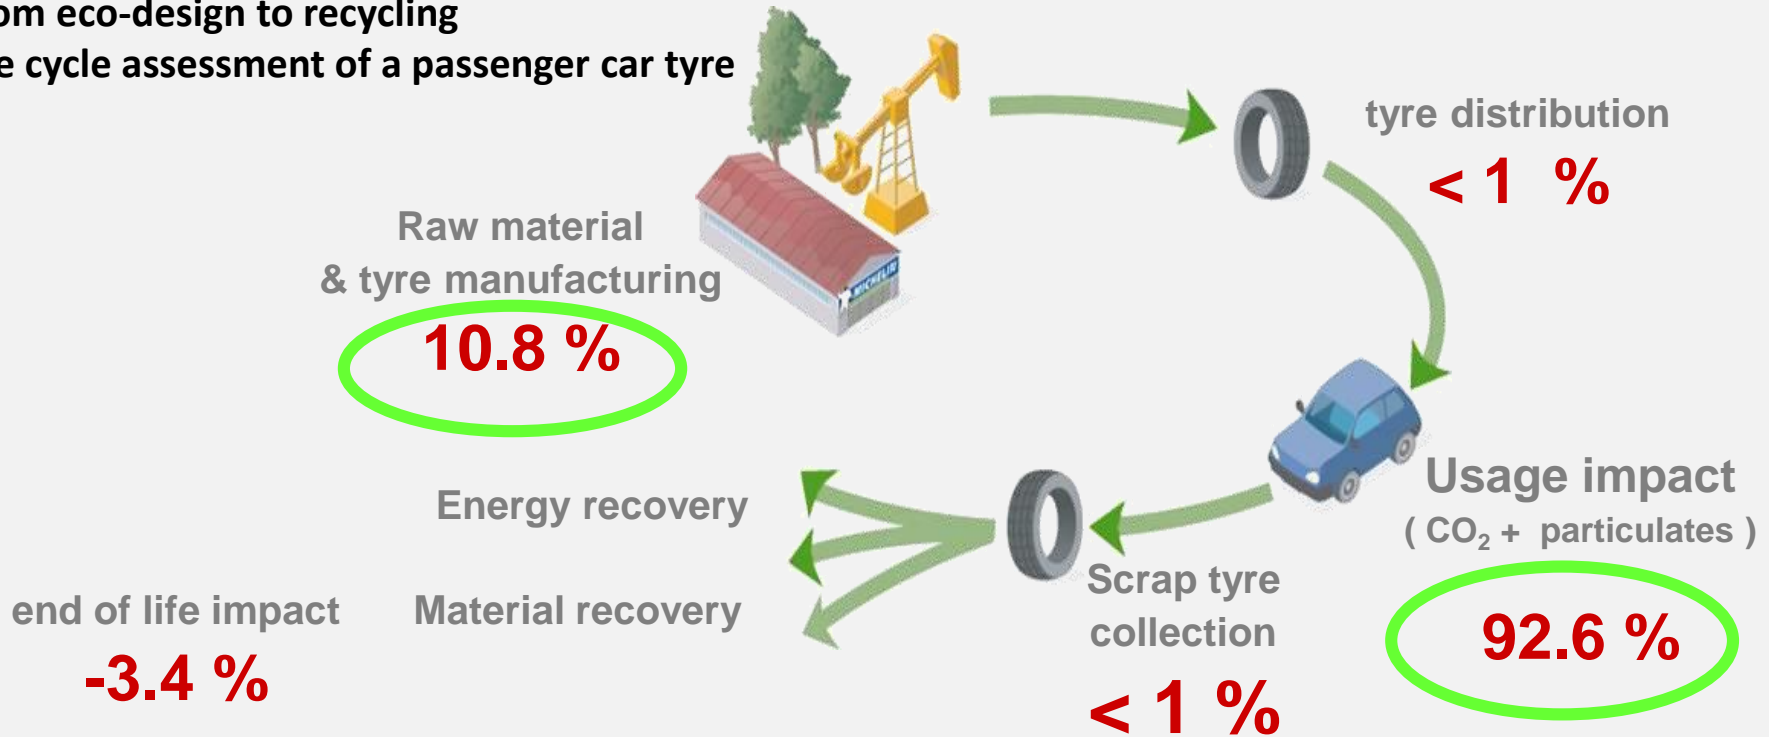 om eco-design to recycling
e cycle assessment of a passenger car tyre
tyre distribution
< 1 %
Raw material
& tyre manufacturing
10.8 %
MICHELIN
Usage impact
( CO₂ + particulates )
92.6 %
Scrap tyre
collection
< 1 %
Energy recovery
Material recovery
end of life impact
-3.4 %